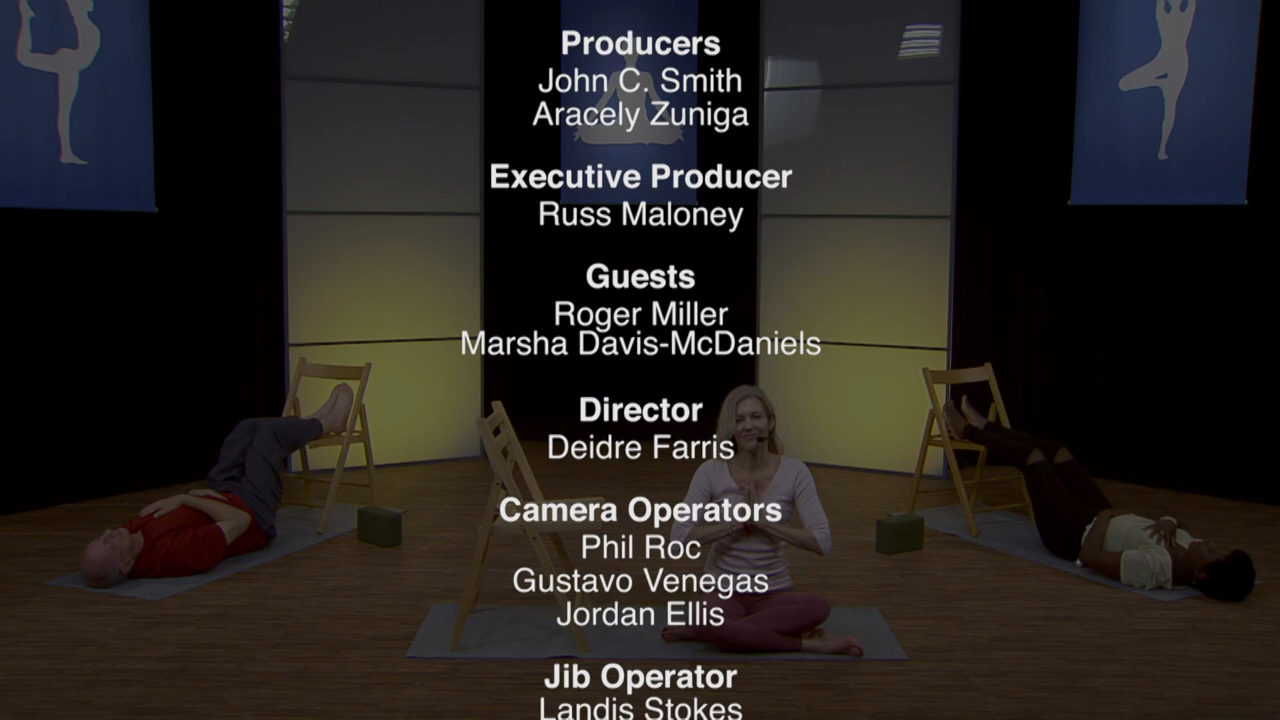 Producers
John C. Smith
Aracely Zuniga
Executive Producer
Russ Maloney
Guests
Roger Miller
Marsha Davis-McDaniels
Director
Deidre Farris
Camera Operators
Phil Roc
Gustavo Venegas
Jordan Ellis
Jib Operator
Landis Stokes